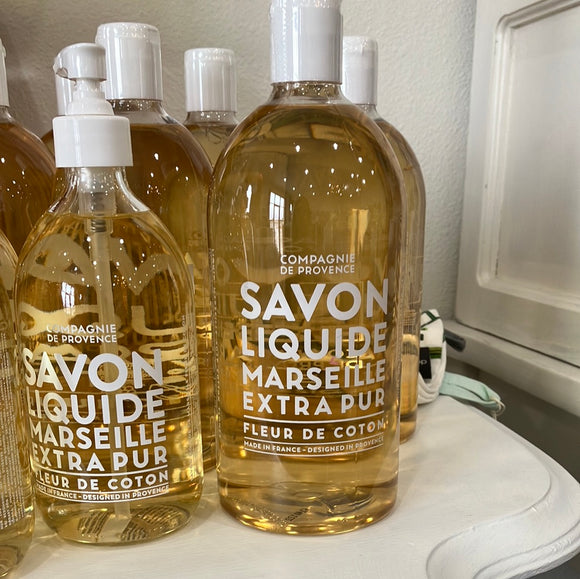 COMPAGNIE
DE PROVENCE
SAVON
LIQUIDE
MARSEILLE
EXTRA PUR
FLEUR DE COTON
MADE IN FRANCE - DESIGNED IN PROVENCE
COMPAGNIE
DE PROVENCE
SAVON
LIQUIDE
MARSEILLE
EXTRA PUR
FLEUR DE COTON
MADE IN FRANCE - DESIGNED IN PROVENCE